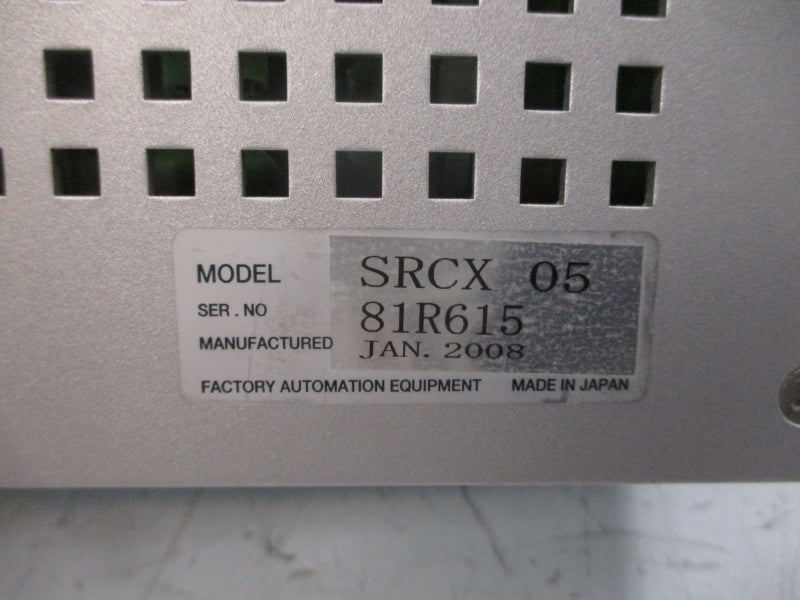 MODEL SRCX 05
SER. NO 81R615
MANUFACTURED JAN. 2008
FACTORY AUTOMATION EQUIPMENT MADE IN JAPAN